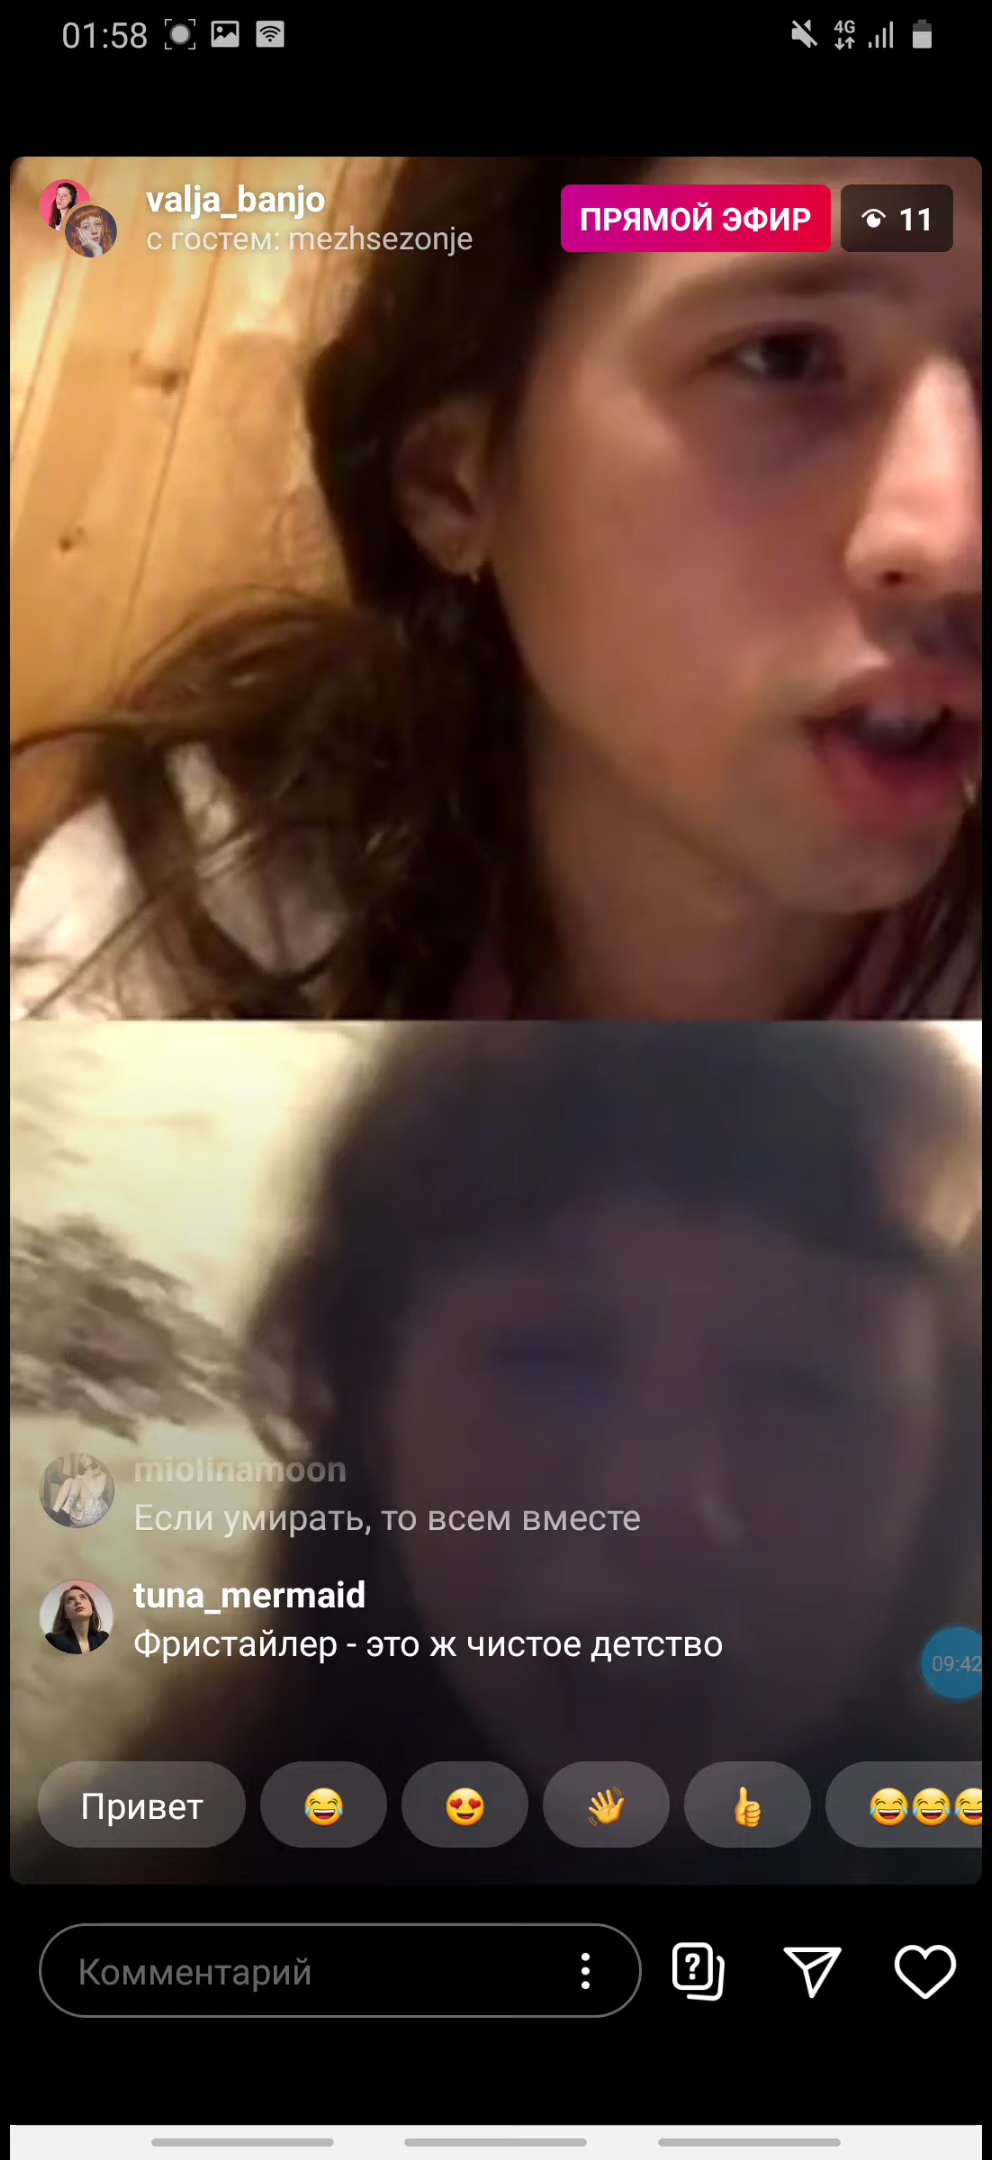 01:58
4G
valja_banjo
с гостем: mezhsezonje
ПРЯМОЙ ЭФИР
11
miolinamoon
Если умирать, то всем вместе
tuna_mermaid
Фристайлер - это ж чистое детство
09:42
Привет
Комментарий